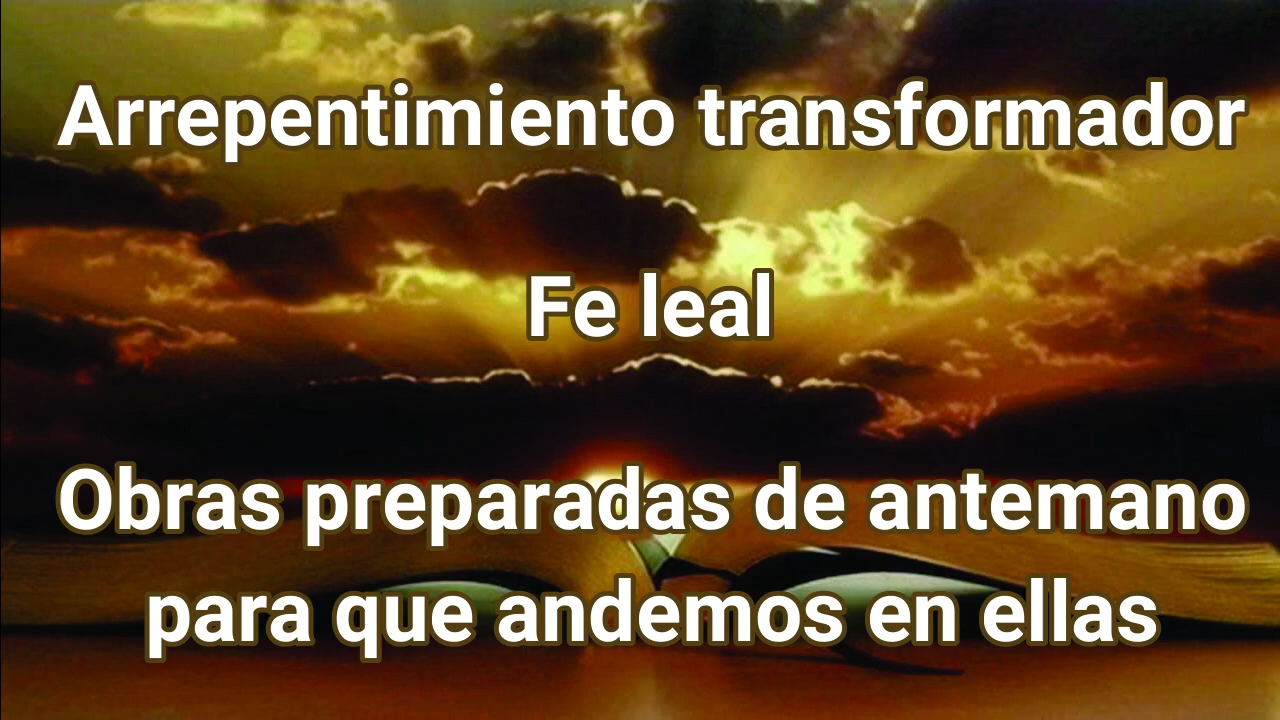 Arrepentimiento transformador
Fe leal
Obras preparadas de antemano
para que andemos en ellas